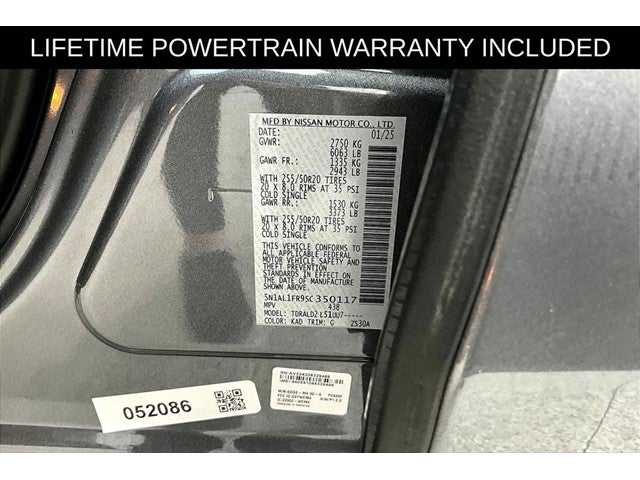 LIFETIME POWERTRAIN WARRANTY INCLUDED
MFD BY NISSAN MOTOR CO., LTD.
DATE: 01/25
GVWR: 2750 KG
6063 LB
GAWR FR.: 1335 KG
2943 LB
WITH 255/50R20 TIRES
20 X 8.0 RIMS AT 35 PSI
COLD SINGLE
GAWR RR.: 1530 KG
3373 LB
WITH 255/50R20 TIRES
20 X 8.0 RIMS AT 35 PSI
COLD SINGLE
THIS VEHICLE CONFORMS TO
ALL APPLICABLE FEDERAL
MOTOR VEHICLE SAFETY AND
THEFT PREVENTION
STANDARDS IN EFFECT ON
THE DATE OF MANUFACTURE
SHOWN ABOVE
5N1AL1FR9SC350117
MPV 438
MODEL: TDRALD2L51UU7-----
COLOR: KAD TRIM: G Z530A
052086